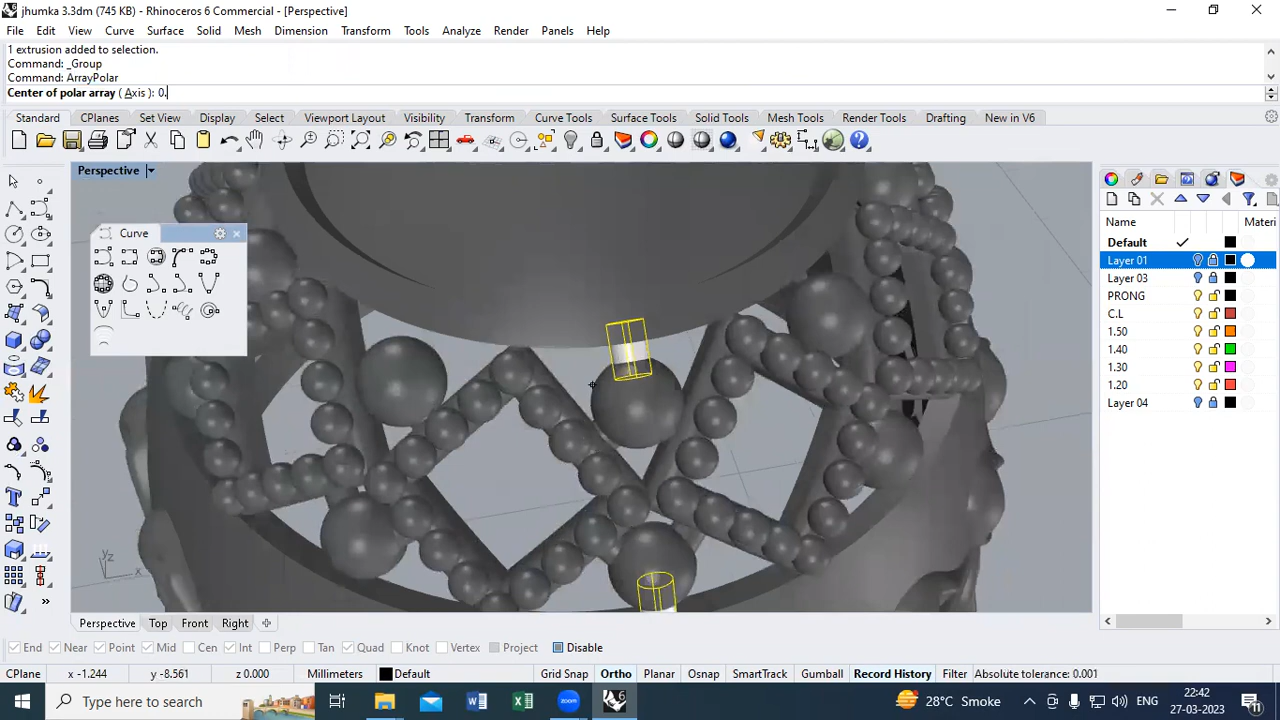 jhumka 3.3dm (745 KB) - Rhinoceros 6 Commercial - [Perspective]
File Edit View Curve Surface Solid Mesh Dimension Transform Tools Analyze Render Panels Help
1 extrusion added to selection.
Command: _Group
Command: ArrayPolar
Center of polar array ( Axis ): 0.
Standard CPlanes Set View Display Select Viewport Layout Visibility Transform Curve Tools Surface Tools Solid Tools Mesh Tools Render Tools Drafting New in V6
Perspective
Curve
Name Materi
Default
Layer 01
Layer 03
PRONG
C.L
1.50
1.40
1.30
1.20
Layer 04
y z
x
Perspective Top Front Right
End Near Point Mid Cen Int Perp Tan Quad Knot Vertex Project Disable
CPlane x -1.244 y -8.561 z 0.000 Millimeters Default Grid Snap Ortho Planar Osnap SmartTrack Gumball Record History Filter Absolute tolerance: 0.001
Type here to search
28°C Smoke
ENG
22:42
27-03-2023